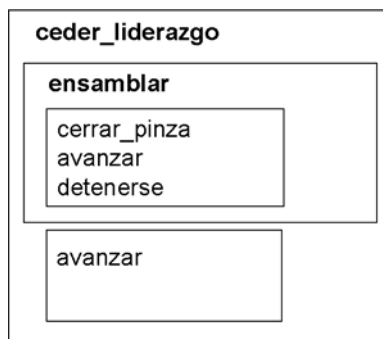 ceder_liderazgo
ensamblar
cerrar_pinza
avanzar
detenerse
avanzar